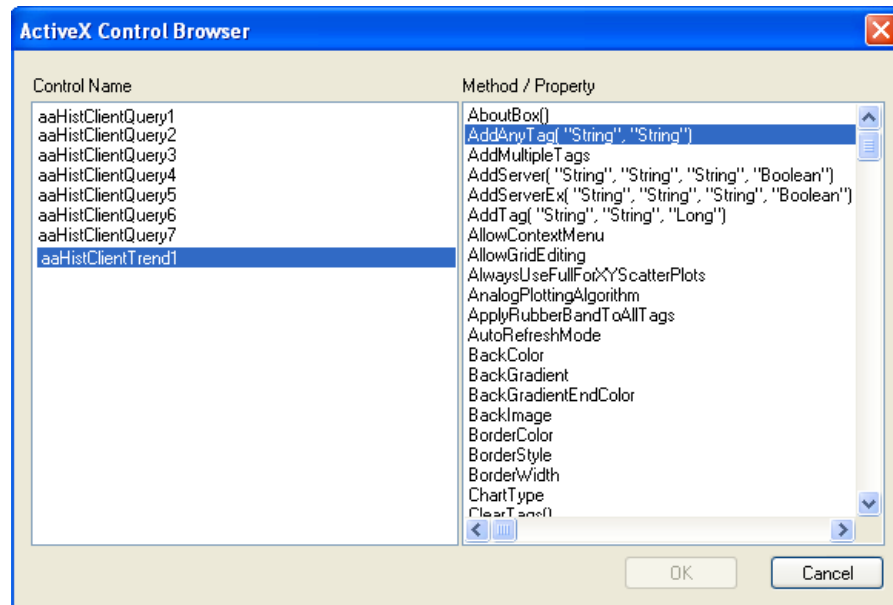 ActiveX Control Browser
Control Name
Method / Property
aaHistClientQuery1
aaHistClientQuery2
aaHistClientQuery3
aaHistClientQuery4
aaHistClientQuery5
aaHistClientQuery6
aaHistClientQuery7
aaHistClientTrend1
AboutBox()
AddAnyTag( "String", "String")
AddMultipleTags
AddServer( "String", "String", "String", "Boolean")
AddServerEx( "String", "String", "String", "Boolean")
AddTag( "String", "String", "Long")
AllowContextMenu
AllowGridEditing
AlwaysUseFullForXYScatterPlots
AnalogPlottingAlgorithm
ApplyRubberBandToAllTags
AutoRefreshMode
BackColor
BackGradient
BackGradientEndColor
BackImage
BorderColor
BorderStyle
BorderWidth
ChartType
ClearTags()
OK
Cancel